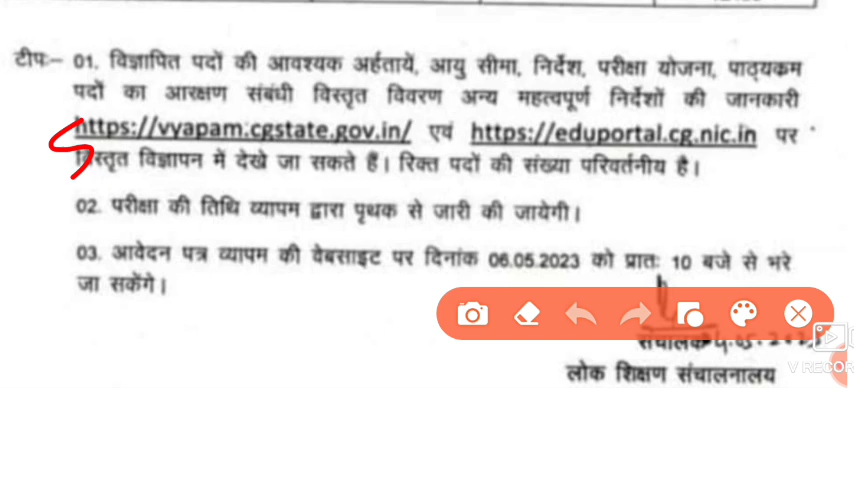 टीपः– 01. विज्ञापित पदों की आवश्यक अर्हतायें, आयु सीमा, निर्देश, परीक्षा योजना, पाठ्यकम
पदों का आरक्षण संबंधी विस्तृत विवरण अन्य महत्वपूर्ण निर्देशों की जानकारी
https://vyapam.cgstate.gov.in/ एवं https://eduportal.cg.nic.in पर
विस्तृत विज्ञापन में देखे जा सकते हैं। रिक्त पदों की संख्या परिवर्तनीय है।
02. परीक्षा की तिथि व्यापम द्वारा पृथक से जारी की जायेगी।
03. आवेदन पत्र व्यापम की वेबसाइट पर दिनांक 06.05.2023 को प्रातः 10 बजे से भरे
जा सकेंगे।
संचालक
लोक शिक्षण संचालनालय
V RECOR